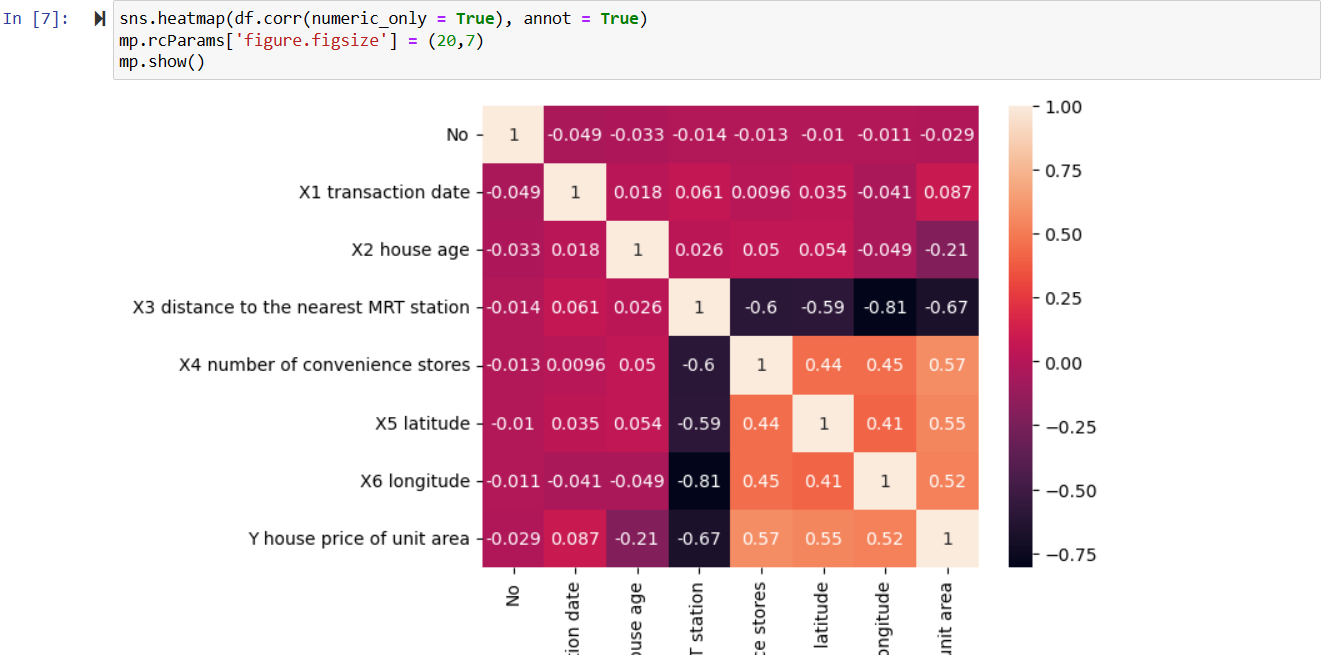 In [7]:
sns.heatmap(df.corr(numeric_only = True), annot = True)
mp.rcParams['figure.figsize'] = (20,7)
mp.show()
1.00
No 1 -0.049 -0.033 -0.014 -0.013 -0.01 -0.011 -0.029
0.75
X1 transaction date -0.049 1 0.018 0.061 0.0096 0.035 -0.041 0.087
0.50
X2 house age -0.033 0.018 1 0.026 0.05 0.054 -0.049 -0.21
0.25
X3 distance to the nearest MRT station -0.014 0.061 0.026 1 -0.6 -0.59 -0.81 -0.67
0.00
X4 number of convenience stores -0.013 0.0096 0.05 -0.6 1 0.44 0.45 0.57
X5 latitude -0.01 0.035 0.054 -0.59 0.44 1 0.41 0.55
−0.25
X6 longitude -0.011 -0.041 -0.049 -0.81 0.45 0.41 1 0.52
−0.50
Y house price of unit area -0.029 0.087 -0.21 -0.67 0.57 0.55 0.52 1
−0.75
No
ion date
ouse age
T station
ce stores
latitude
ongitude
unit area